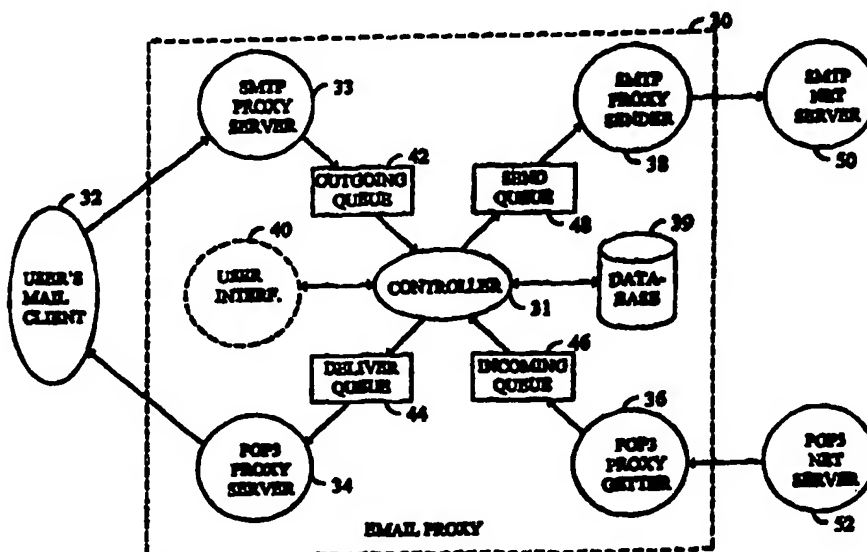 30
SMTP
PROXY
SERVER
33
SMTP
PROXY
SENDER
38
SMTP
NET
SERVER
50
32
42
OUTGOING
QUEUE
SEND
QUEUE
48
40
39
USER'S
MAIL
CLIENT
USER
INTERF.
CONTROLLER
31
DATA-
BASE
46
DELIVER
QUEUE
44
INCOMING
QUEUE
36
POP3
PROXY
SERVER
34
POP3
PROXY
GETTER
POP3
NET
SERVER
52
EMAIL PROXY